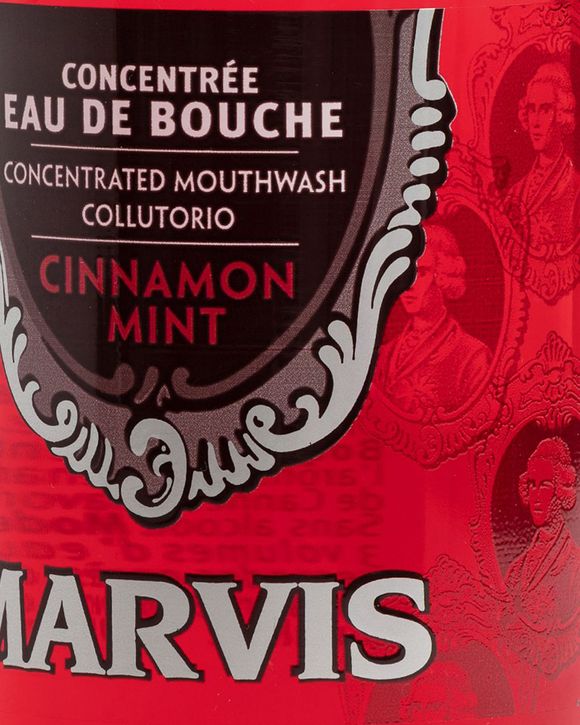 CONCENTRÉE
EAU DE BOUCHE
CONCENTRATED MOUTHWASH
COLLUTORIO
CINNAMON
MINT
MARVIS